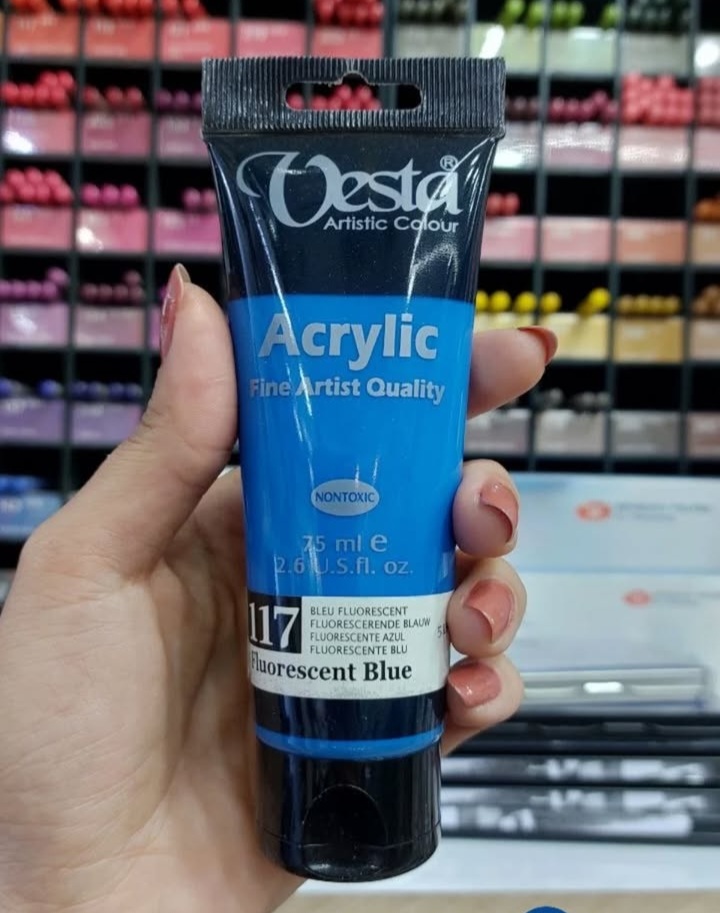 Vesta®
Artistic Colour
Acrylic
Fine Artist Quality
NONTOXIC
75 ml e
2.6 U.S.fl. oz.
117
BLEU FLUORESCENT
FLUORESCERENDE BLAUW
FLUORESCENTE AZUL
FLUORESCENTE BLU
Fluorescent Blue